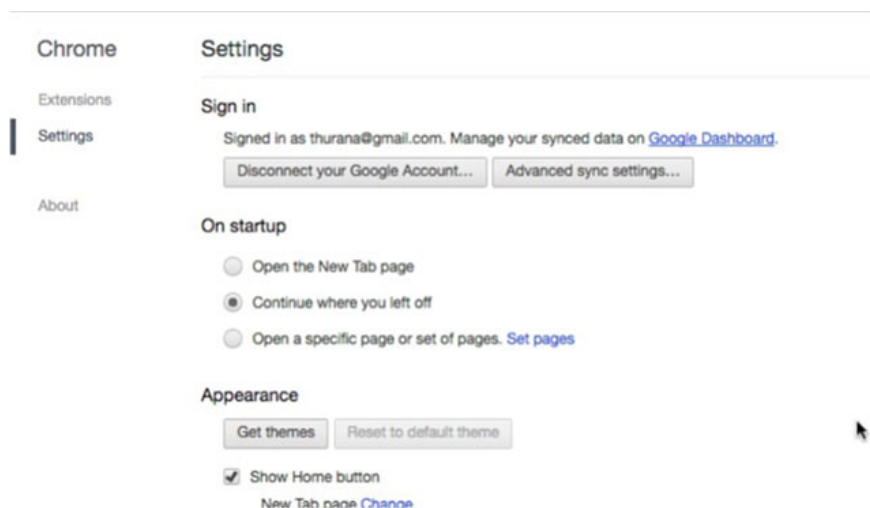 Chrome
Settings
Extensions
Settings
About
Sign in
Signed in as thurana@gmail.com. Manage your synced data on Google Dashboard.
Disconnect your Google Account... Advanced sync settings...
On startup
Open the New Tab page
Continue where you left off
Open a specific page or set of pages. Set pages
Appearance
Get themes Reset to default theme
Show Home button
New Tab page Change